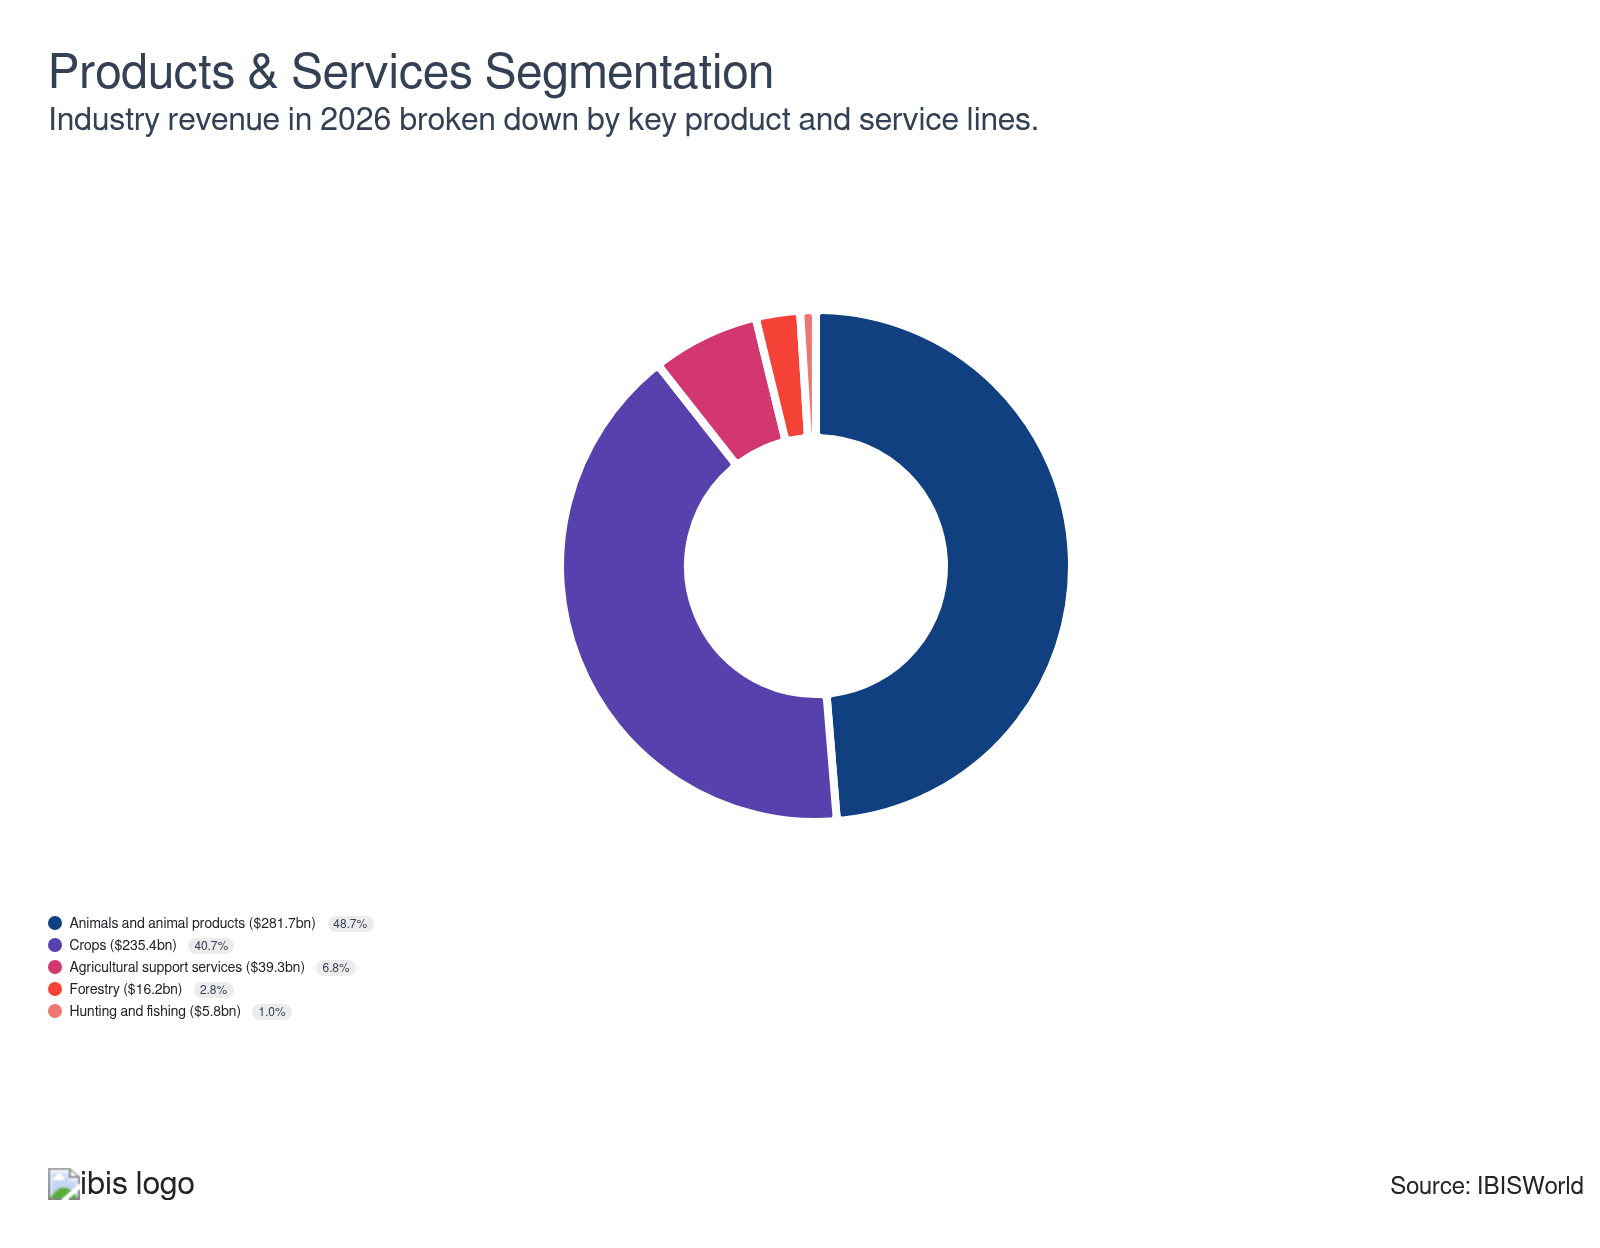 Products & Services Segmentation
Industry revenue in 2026 broken down by key product and service lines.
Animals and animal products ($281.7bn) 48.7%
Crops ($235.4bn) 40.7%
Agricultural support services ($39.3bn) 6.8%
Forestry ($16.2bn) 2.8%
Hunting and fishing ($5.8bn) 1.0%
ibis logo
Source: IBISWorld